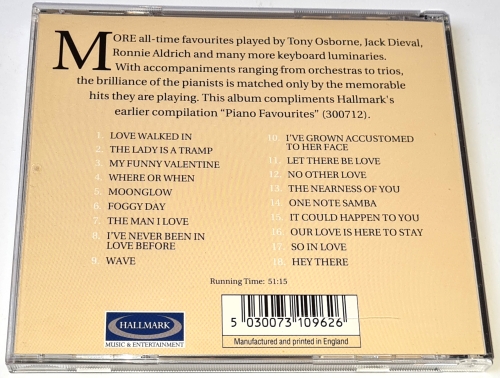 MORE all-time favourites played by Tony Osborne, Jack Dieval,
Ronnie Aldrich and many more keyboard luminaries.
With accompaniments ranging from orchestras to trios,
the brilliance of the pianists is matched only by the memorable
hits they are playing. This album compliments Hallmark's
earlier compilation "Piano Favourites" (300712).
1. LOVE WALKED IN
2. THE LADY IS A TRAMP
3. MY FUNNY VALENTINE
4. WHERE OR WHEN
5. MOONGLOW
6. FOGGY DAY
7. THE MAN I LOVE
8. I'VE NEVER BEEN IN
LOVE BEFORE
9. WAVE
10. I'VE GROWN ACCUSTOMED
TO HER FACE
11. LET THERE BE LOVE
12. NO OTHER LOVE
13. THE NEARNESS OF YOU
14. ONE NOTE SAMBA
15. IT COULD HAPPEN TO YOU
16. OUR LOVE IS HERE TO STAY
17. SO IN LOVE
18. HEY THERE
Running Time: 51:15
HALLMARK
MUSIC & ENTERTAINMENT
5 030073 109626
Manufactured and printed in England